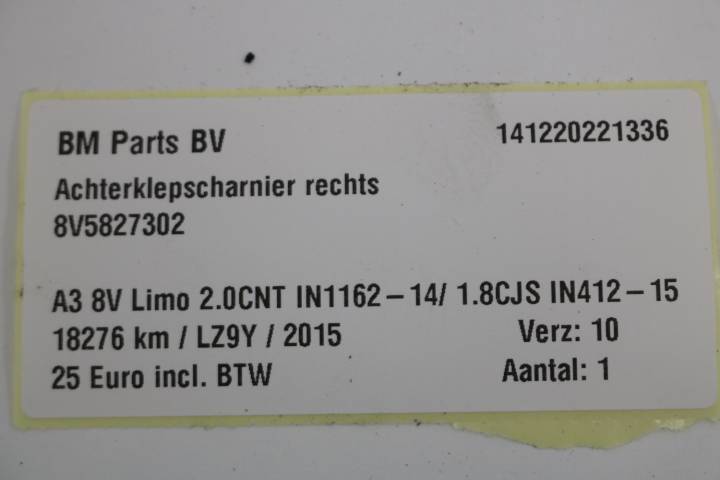 BM Parts BV 141220221336
Achterklepscharnier rechts
8V5827302
A3 8V Limo 2.0CNT IN1162-14/ 1.8CJS IN412-15
18276 km / LZ9Y / 2015 Verz: 10
25 Euro incl. BTW Aantal: 1